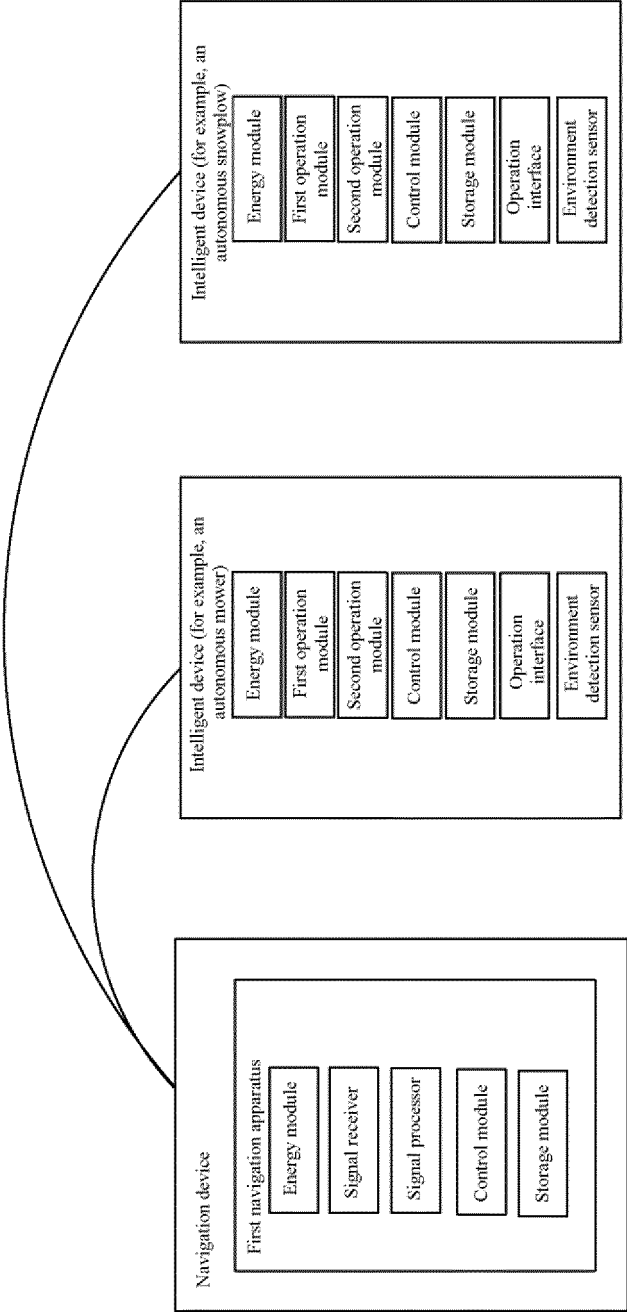 Navigation device
First navigation apparatus
Energy module
Signal receiver
Signal processor
Control module
Storage module
Intelligent device (for example, an
autonomous mower)
Energy module
First operation
module
Second operation
module
Control module
Storage module
Operation
interface
Environment
detection sensor
Intelligent device (for example, an
autonomous snowplow)
Energy module
First operation
module
Second operation
module
Control module
Storage module
Operation
interface
Environment
detection sensor